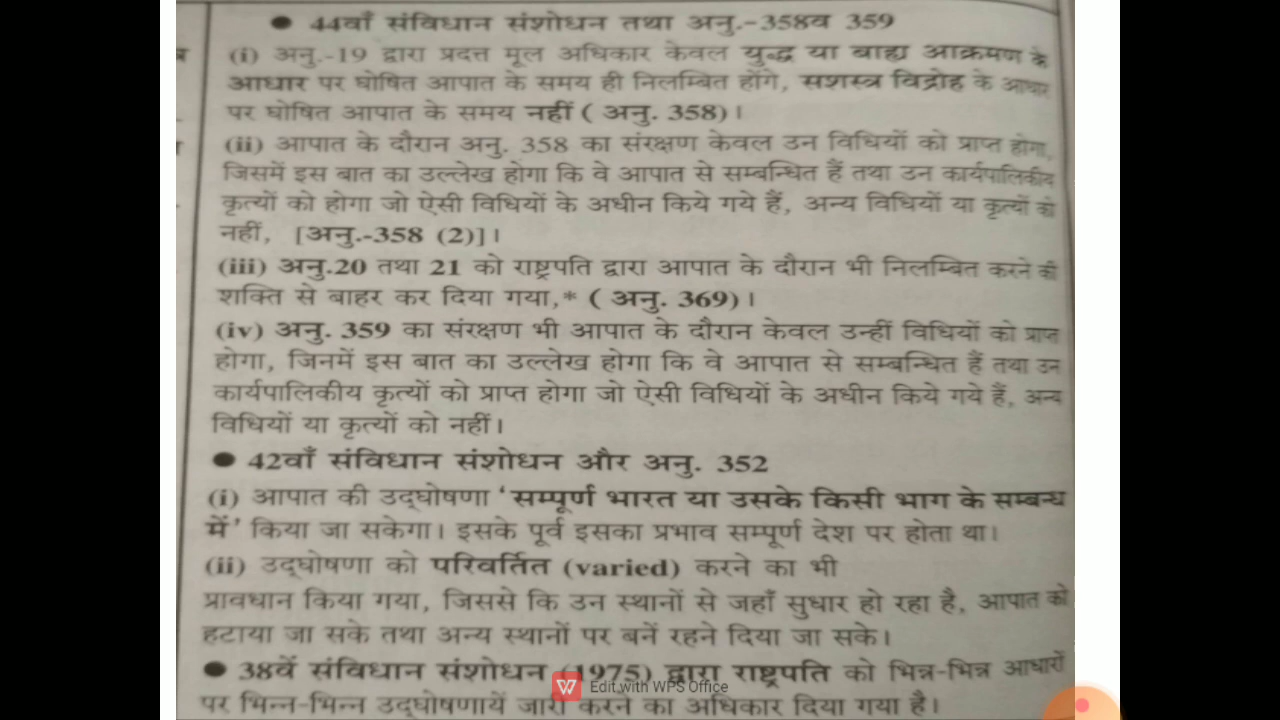 ● 44वाँ संविधान संशोधन तथा अनु.-358व 359
(i) अनु.-19 द्वारा प्रदत्त मूल अधिकार केवल युद्ध या बाह्य आक्रमण के
आधार पर घोषित आपात के समय ही निलम्बित होंगे, सशस्त्र विद्रोह के आधार
पर घोषित आपात के समय नहीं ( अनु. 358)।
(ii) आपात के दौरान अनु. 358 का संरक्षण केवल उन विधियों को प्राप्त होगा,
जिसमें इस बात का उल्लेख होगा कि वे आपात से सम्बन्धित हैं तथा उन कार्यपालिकीय
कृत्यों को होगा जो ऐसी विधियों के अधीन किये गये हैं, अन्य विधियों या कृत्यों को
नहीं, [अनु.-358 (2)]।
(iii) अनु.20 तथा 21 को राष्ट्रपति द्वारा आपात के दौरान भी निलम्बित करने की
शक्ति से बाहर कर दिया गया,* ( अनु. 369)।
(iv) अनु. 359 का संरक्षण भी आपात के दौरान केवल उन्हीं विधियों को प्राप्त
होगा, जिनमें इस बात का उल्लेख होगा कि वे आपात से सम्बन्धित हैं तथा उन
कार्यपालिकीय कृत्यों को प्राप्त होगा जो ऐसी विधियों के अधीन किये गये हैं, अन्य
विधियों या कृत्यों को नहीं।
● 42वाँ संविधान संशोधन और अनु. 352
(i) आपात की उद्घोषणा 'सम्पूर्ण भारत या उसके किसी भाग के सम्बन्ध
में' किया जा सकेगा। इसके पूर्व इसका प्रभाव सम्पूर्ण देश पर होता था।
(ii) उद्घोषणा को परिवर्तित (varied) करने का भी
प्रावधान किया गया, जिससे कि उन स्थानों से जहाँ सुधार हो रहा है, आपात को
हटाया जा सके तथा अन्य स्थानों पर बनें रहने दिया जा सके।
● 38वें संविधान संशोधन (1975) द्वारा राष्ट्रपति को भिन्न-भिन्न आधारों
पर भिन्न-भिन्न उद्घोषणायें जारी करने का अधिकार दिया गया है।
W Edit with WPS Office